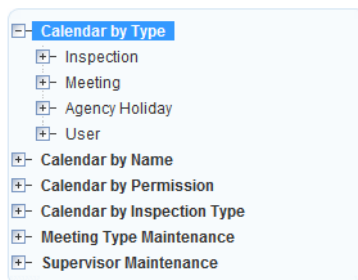 Calendar by Type
Inspection
Meeting
Agency Holiday
User
Calendar by Name
Calendar by Permission
Calendar by Inspection Type
Meeting Type Maintenance
Supervisor Maintenance